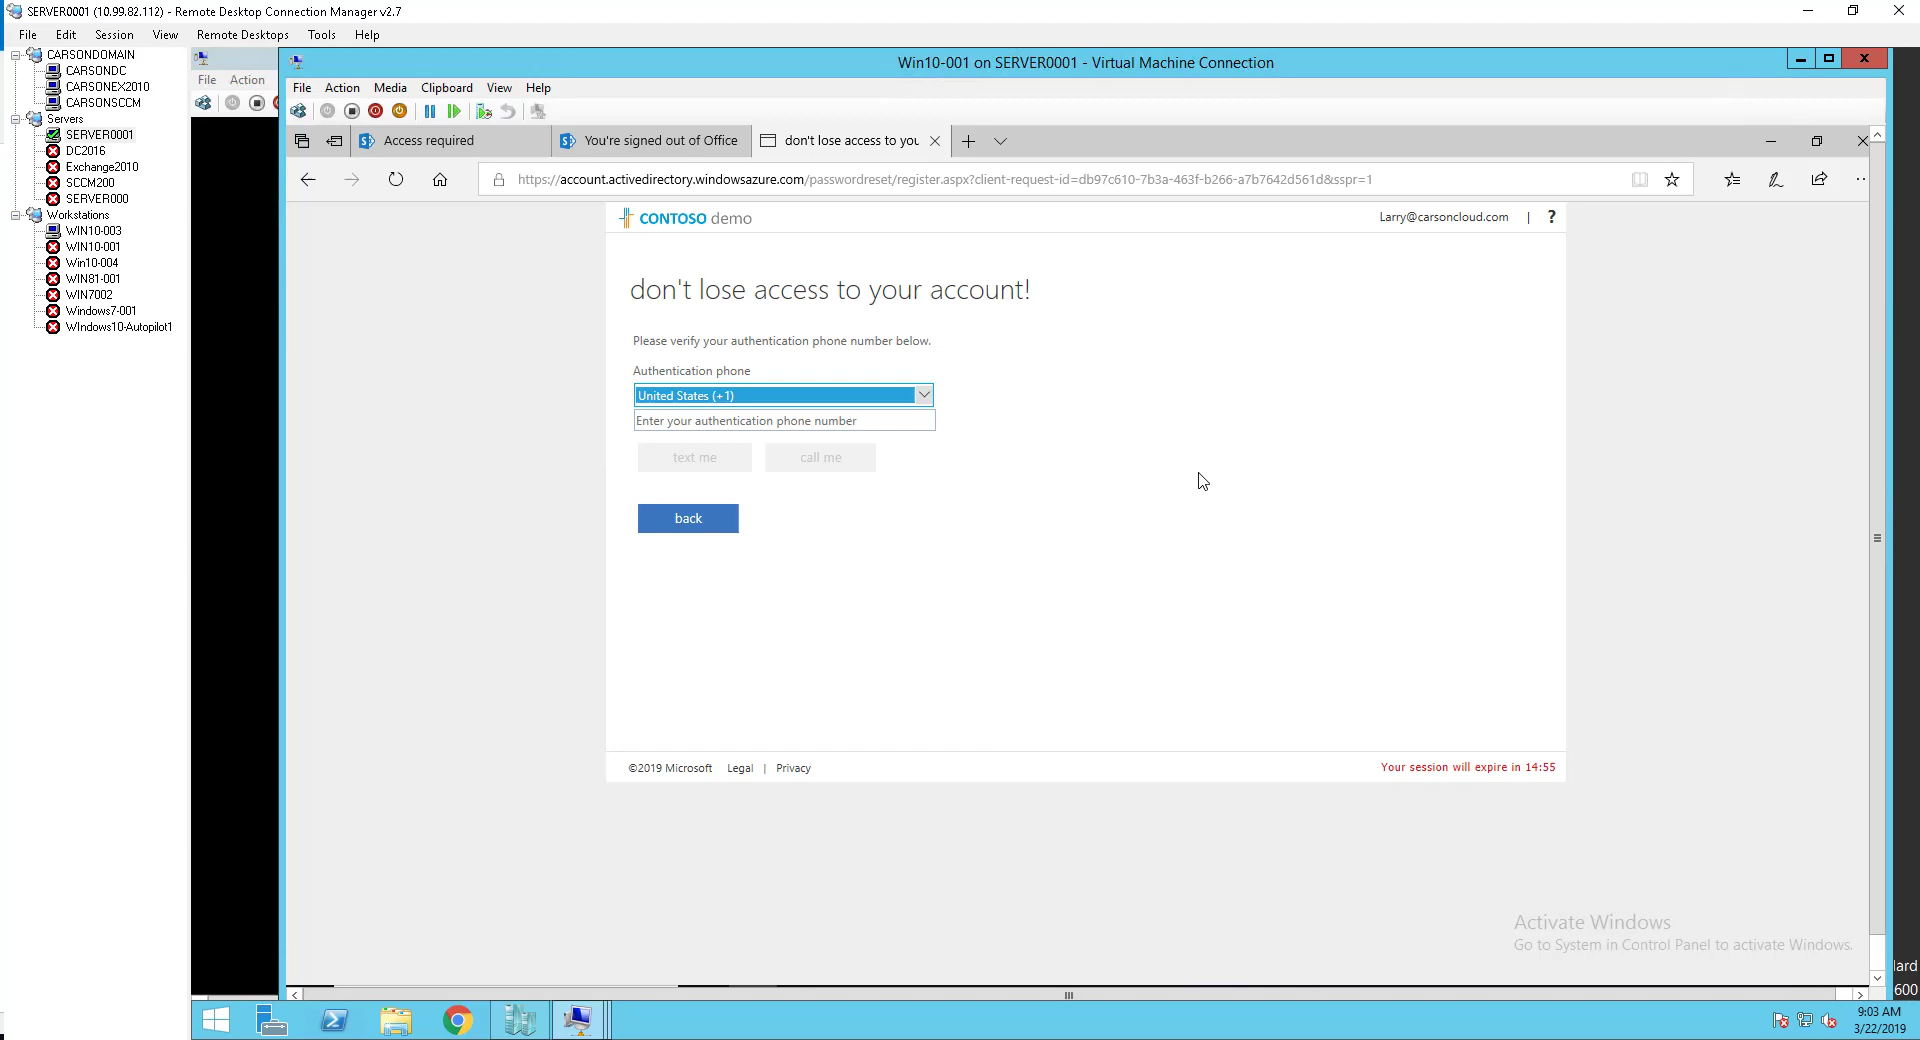 SERVER0001 (10.99.82.112) - Remote Desktop Connection Manager v2.7
File Edit Session View Remote Desktops Tools Help
CARSONDOMAIN
CARSONDC
CARSONEX2010
CARSONSCCM
Servers
SERVER0001
DC2016
Exchange2010
SCCM200
SERVER000
Workstations
WIN10-003
WIN10-001
Win10-004
WIN81-001
WIN7002
Windows7-001
WIndows10-Autopilot1
File Action
Win10-001 on SERVER0001 - Virtual Machine Connection
File Action Media Clipboard View Help
Access required
You're signed out of Office
don't lose access to you
https://account.activedirectory.windowsazure.com/passwordreset/register.aspx?client-request-id=db97c610-7b3a-463f-b266-a7b7642d561d&sspr=1
CONTOSO demo
Larry@carsoncloud.com | ?
don't lose access to your account!
Please verify your authentication phone number below.
Authentication phone
United States (+1)
Enter your authentication phone number
text me call me
back
©2019 Microsoft Legal | Privacy
Your session will expire in 14:55
Activate Windows
Go to System in Control Panel to activate Windows.
lard
600
9:03 AM
3/22/2019